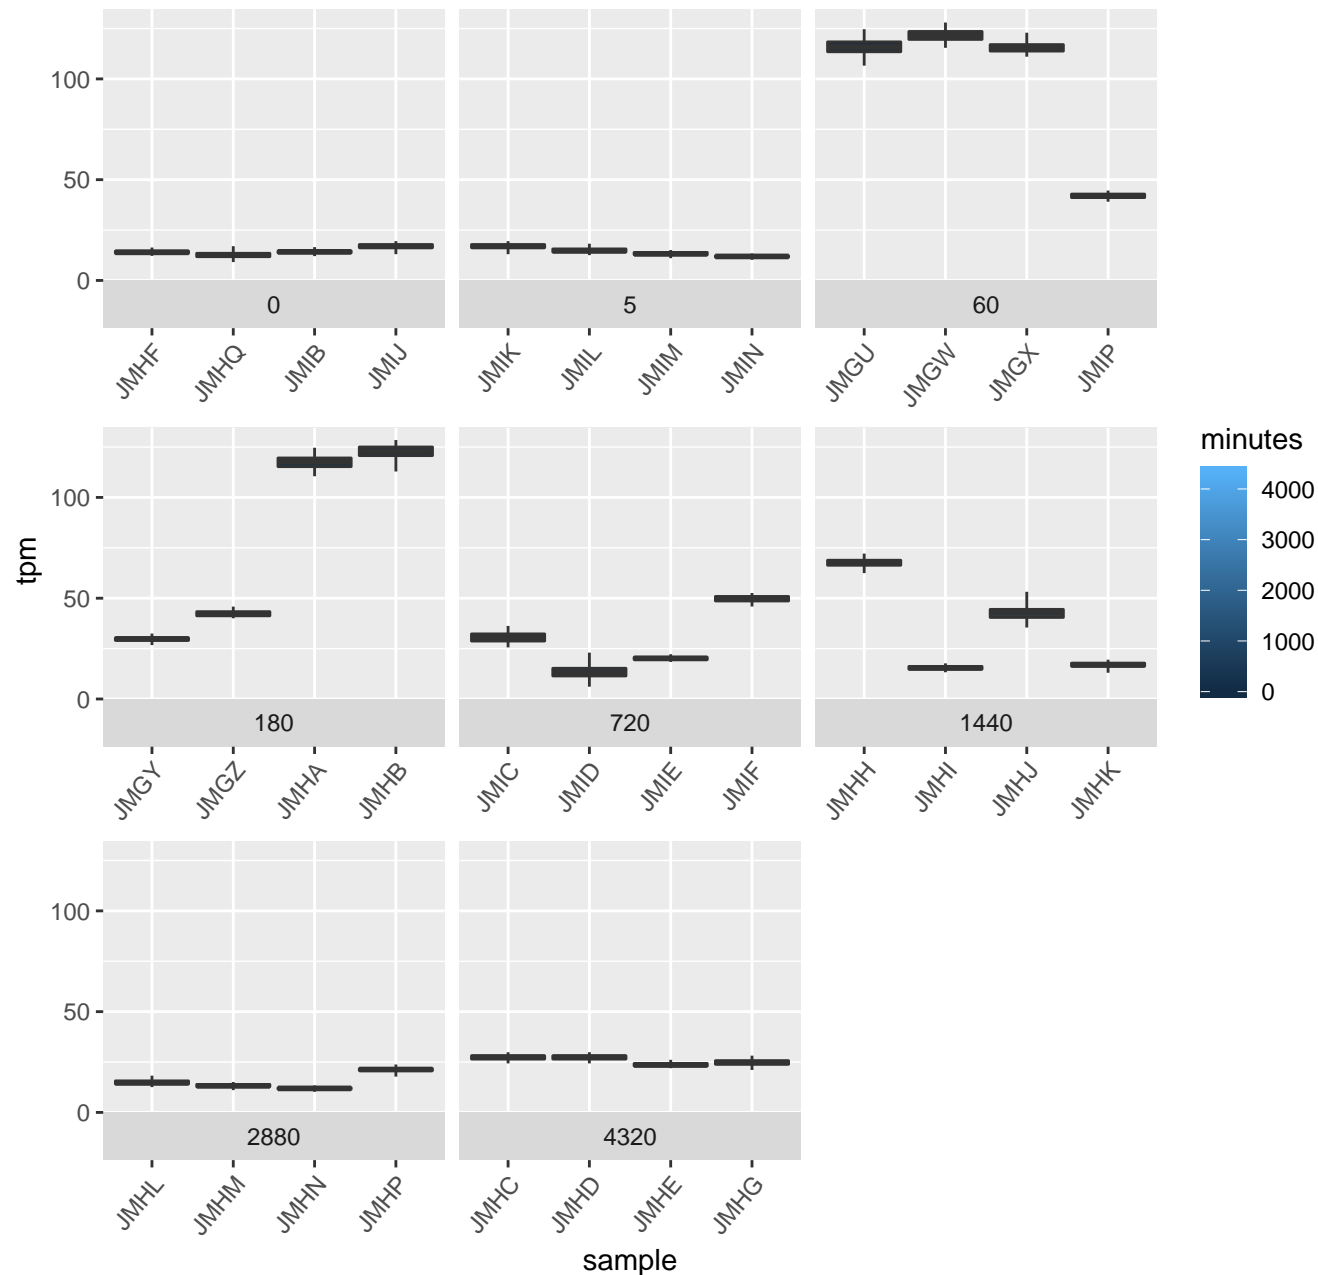 100
50
0
0
5
60
JMHF
JMHQ
JMIB
JMIJ
JMIK
JMIL
JMIM
JMIN
JMGU
JMGW
JMGX
JMIP
tpm
100
50
0
180
720
1440
JMGY
JMGZ
JMHA
JMHB
JMIC
JMID
JMIE
JMIF
JMHH
JMHI
JMHJ
JMHK
minutes
4000
3000
2000
1000
0
100
50
0
2880
4320
JMHL
JMHM
JMHN
JMHP
JMHC
JMHD
JMHE
JMHG
sample